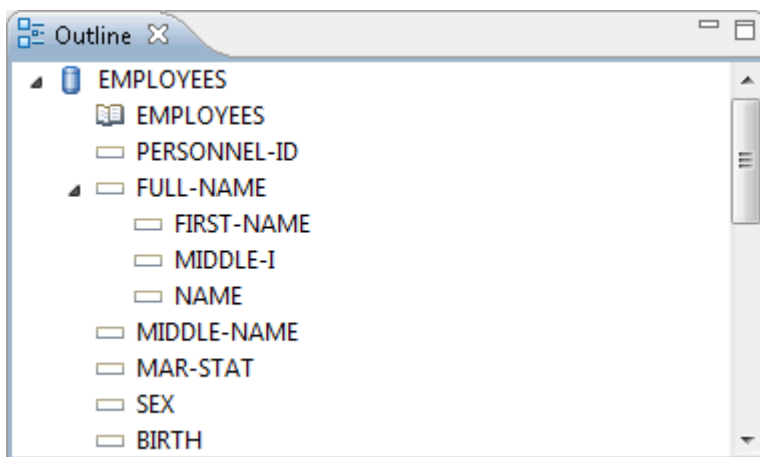 Outline
EMPLOYEES
EMPLOYEES
PERSONNEL-ID
FULL-NAME
FIRST-NAME
MIDDLE-I
NAME
MIDDLE-NAME
MAR-STAT
SEX
BIRTH